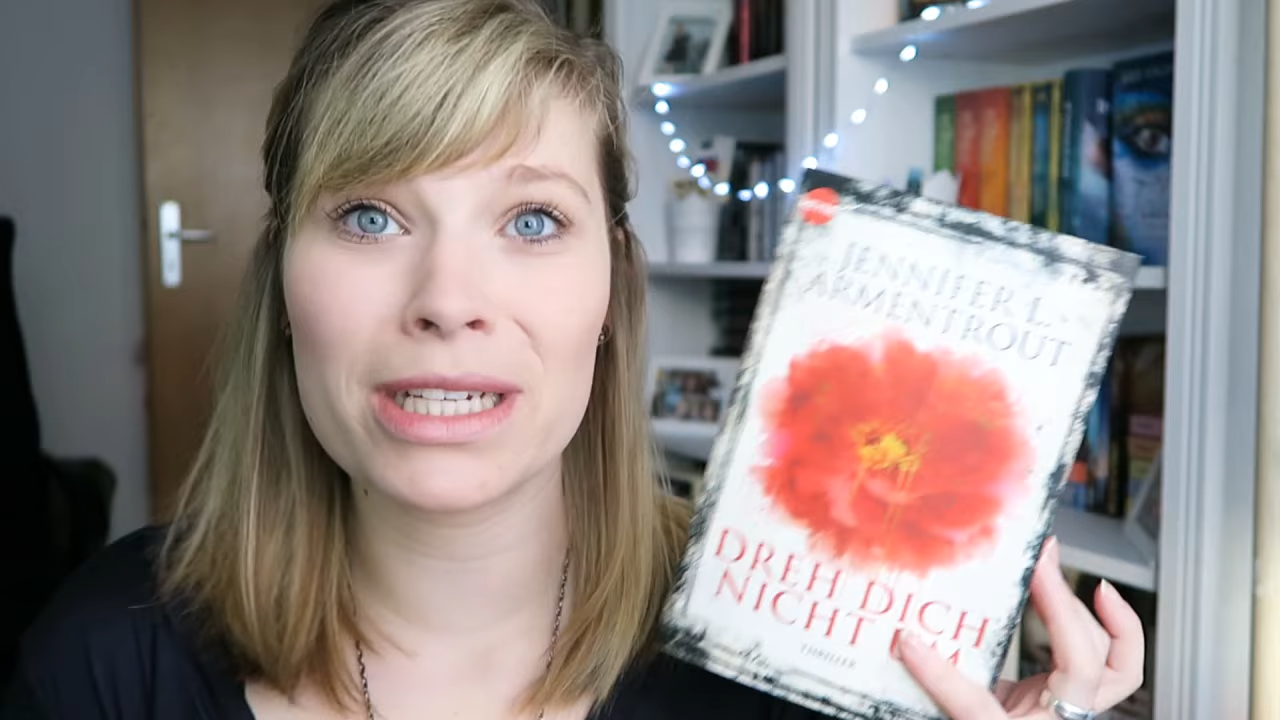 JENNIFER L.
ARMENTROUT
DREH DICH
NICHT UM
THRILLER